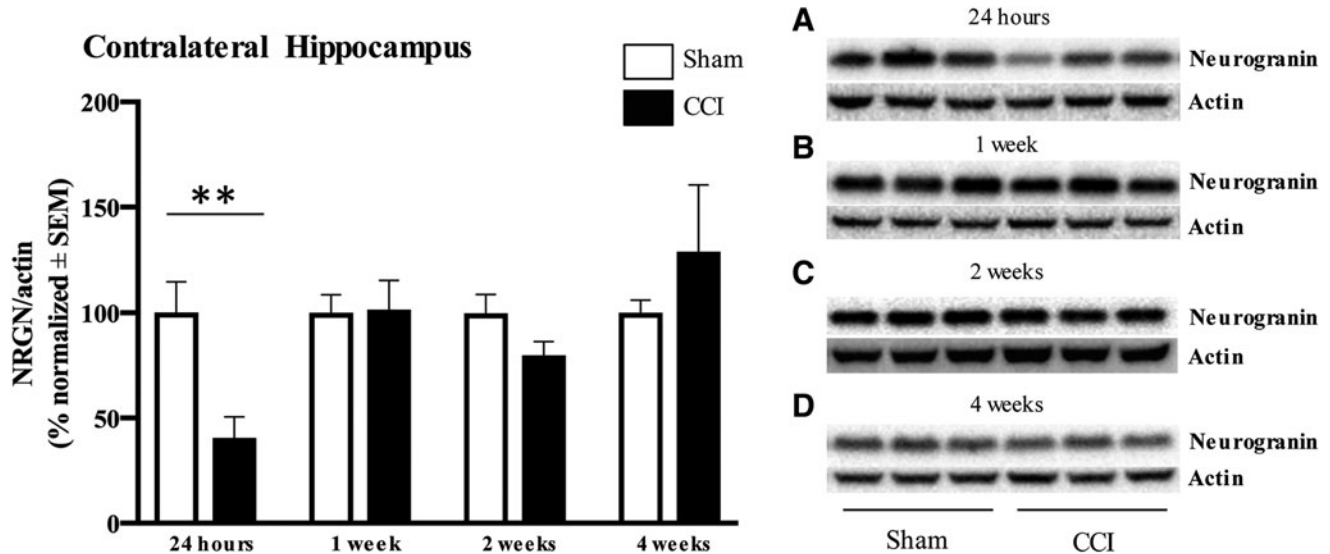 Contralateral Hippocampus
Sham
CCI
200
150
100
50
0
**
NRGN/actin
(% normalized ± SEM)
24 hours
1 week
2 weeks
4 weeks
A
24 hours
Neurogranin
Actin
B
1 week
Neurogranin
Actin
C
2 weeks
Neurogranin
Actin
D
4 weeks
Neurogranin
Actin
Sham
CCI